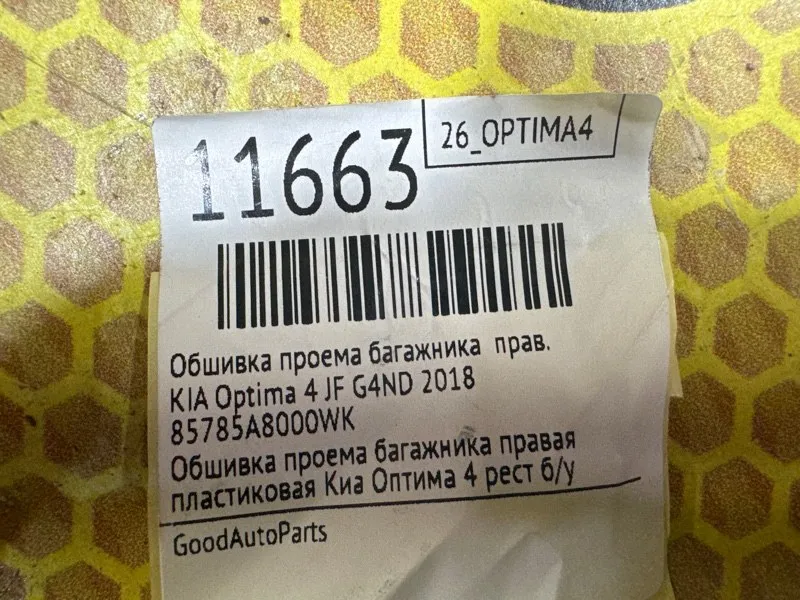 11663
26_OPTIMA4
Обшивка проема багажника прав.
KIA Optima 4 JF G4ND 2018
85785A8000WK
Обшивка проема багажника правая
пластиковая Киа Оптима 4 рест б/у
GoodAutoParts